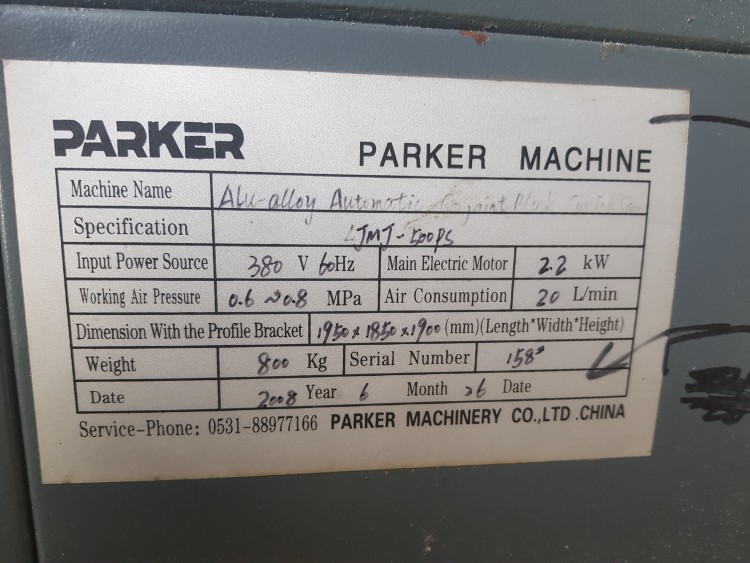 PARKER PARKER MACHINE
Machine Name Alu-alloy Automatic
Specification LJMJ-500PS
Input Power Source 380 V 60Hz Main Electric Motor 2.2 kW
Working Air Pressure 0.6~0.8 MPa Air Consumption 20 L/min
Dimension With the Profile Bracket 1950×1850×1900 (mm)(Length*Width*Height)
Weight 800 Kg Serial Number
Date 2008 Year 6 Month 26 Date
Service-Phone: 0531-88977166 PARKER MACHINERY CO.,LTD .CHINA